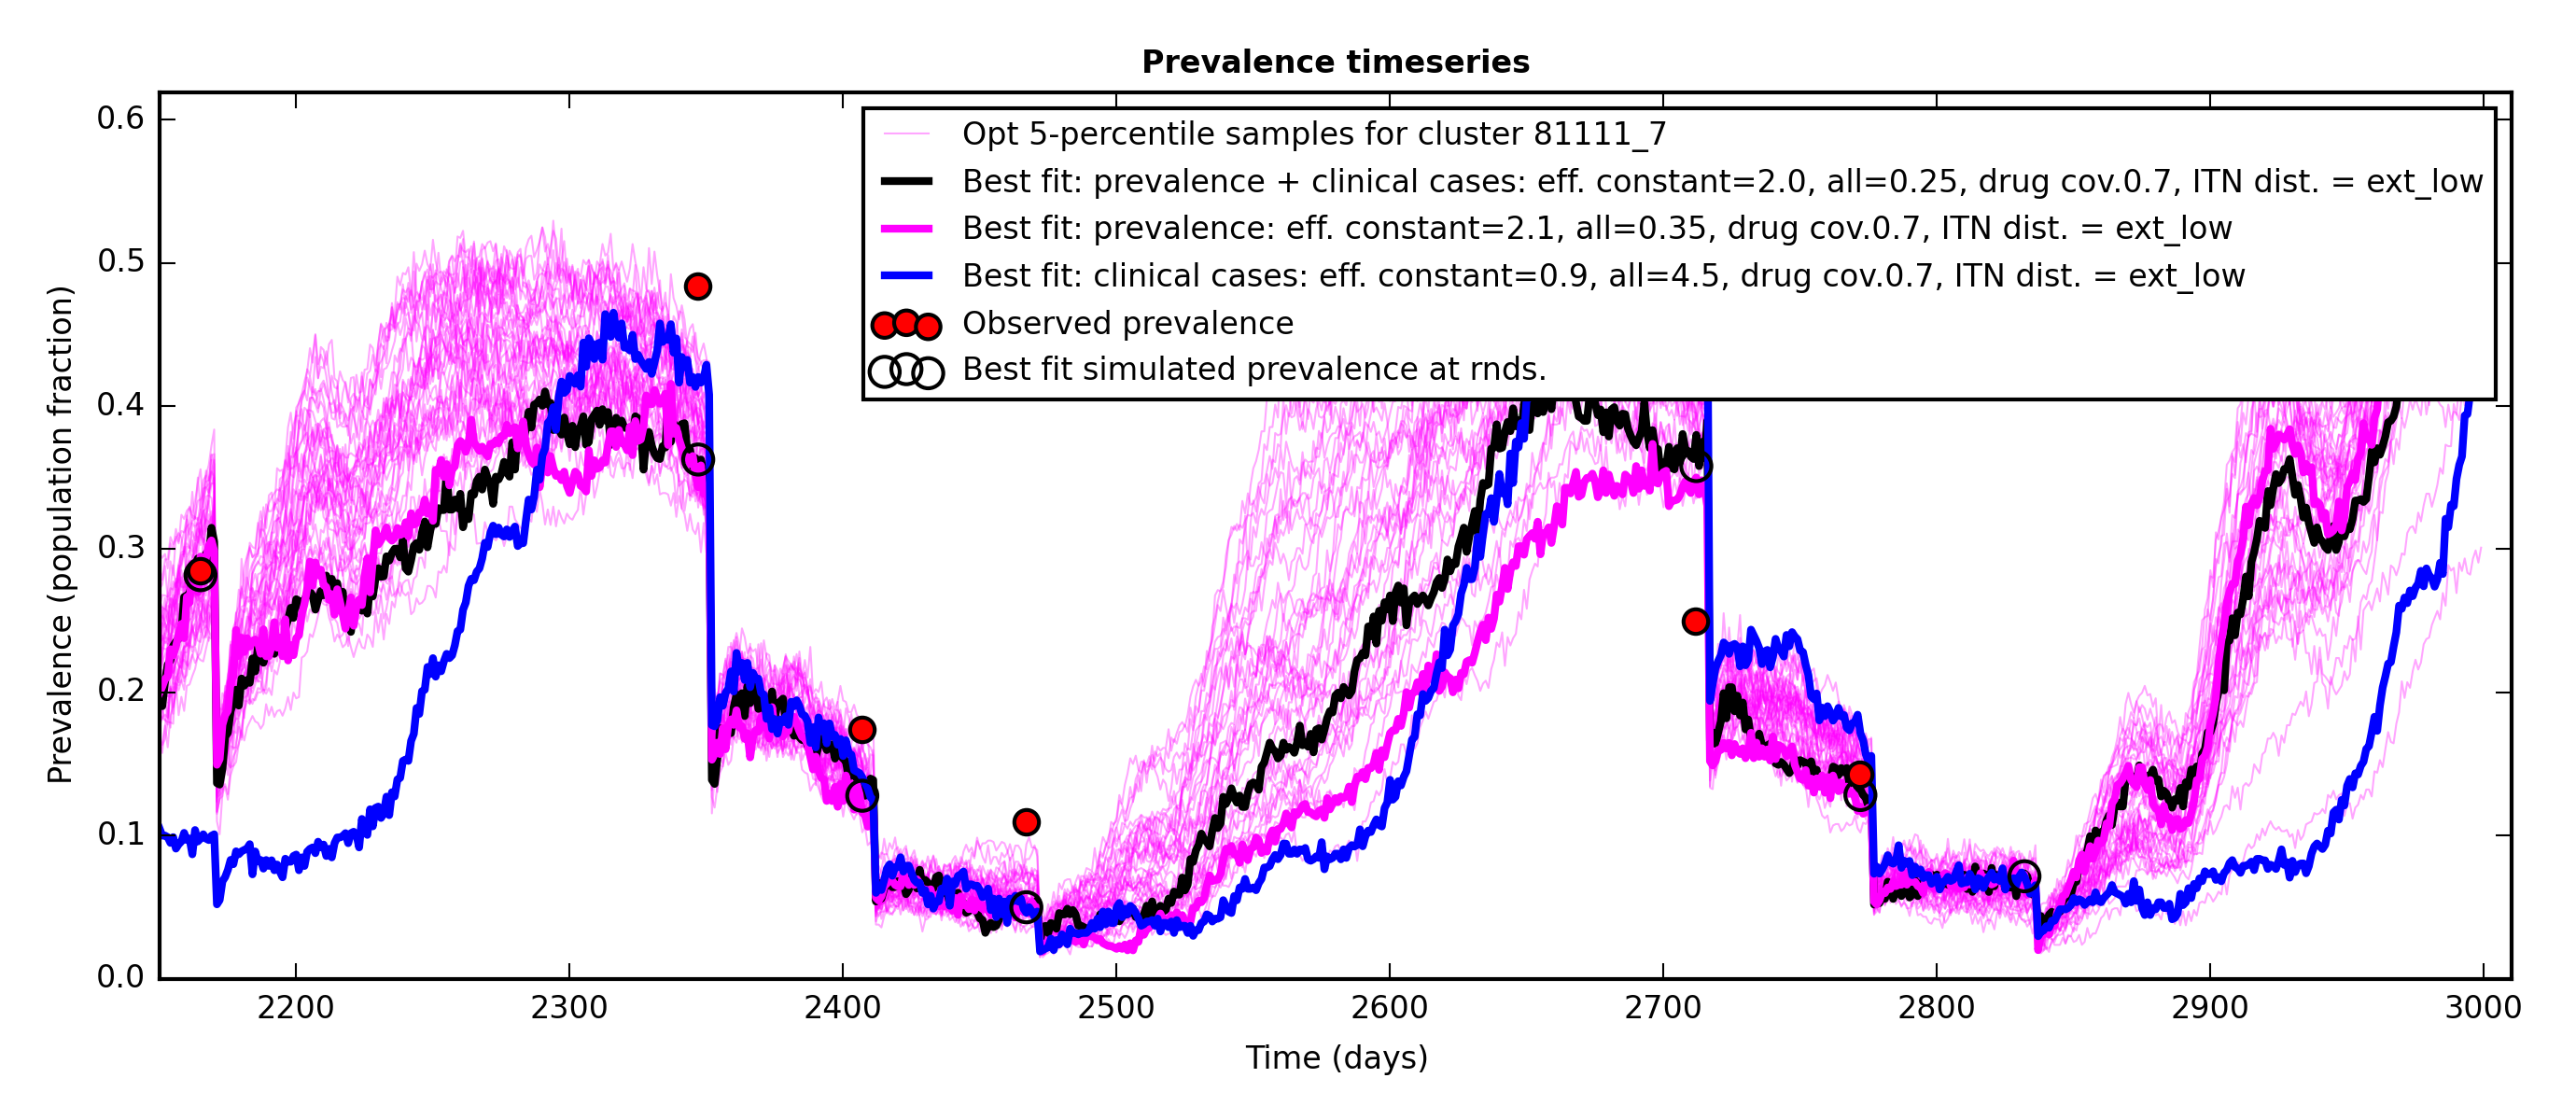 Prevalence timeseries
Opt 5-percentile samples for cluster 81111_7
Best fit: prevalence + clinical cases: eff. constant=2.0, all=0.25, drug cov.0.7, ITN dist. = ext_low
Best fit: prevalence: eff. constant=2.1, all=0.35, drug cov.0.7, ITN dist. = ext_low
Best fit: clinical cases: eff. constant=0.9, all=4.5, drug cov.0.7, ITN dist. = ext_low
Observed prevalence
Best fit simulated prevalence at rnds.
Prevalence (population fraction)
0.6
0.5
0.4
0.3
0.2
0.1
0.0
2200 2300 2400 2500 2600 2700 2800 2900 3000
Time (days)